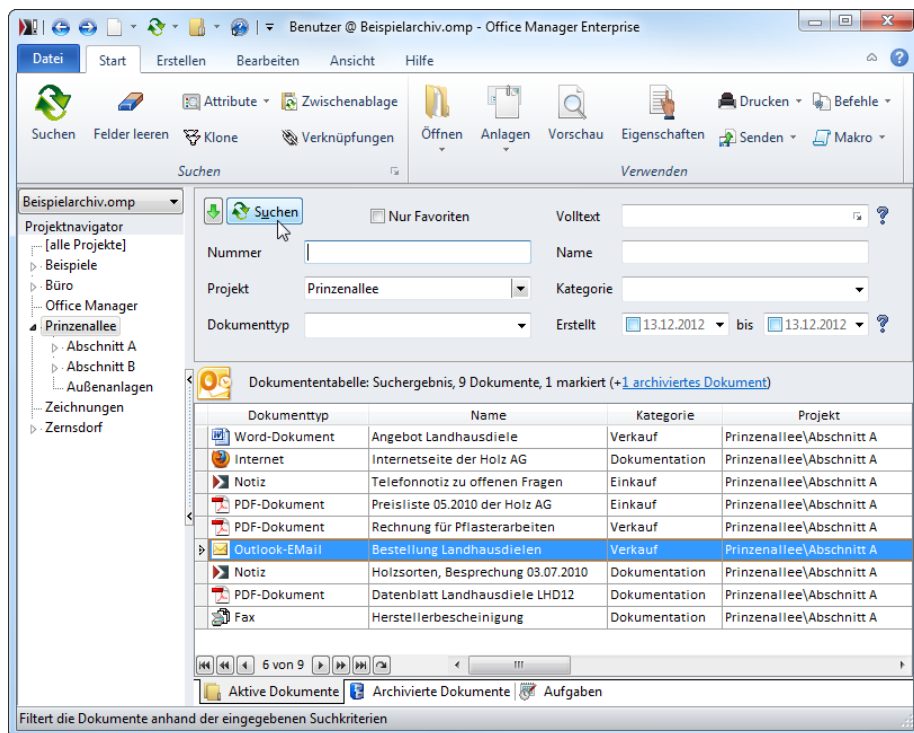 Benutzer @ Beispielarchiv.omp - Office Manager Enterprise
Datei Start Erstellen Bearbeiten Ansicht Hilfe
Suchen Felder leeren Attribute Zwischenablage Öffnen Anlagen Vorschau Eigenschaften Drucken Befehle
Klone Verknüpfungen Senden Makro
Suchen Verwenden
Beispielarchiv.omp
Projektnavigator
[alle Projekte]
Beispiele
Büro
Office Manager
Prinzenallee
Abschnitt A
Abschnitt B
Außenanlagen
Zeichnungen
Zernsdorf
Suchen Nur Favoriten Volltext
Nummer Name
Projekt Prinzenallee Kategorie
Dokumenttyp Erstellt 13.12.2012 bis 13.12.2012
Dokumententabelle: Suchergebnis, 9 Dokumente, 1 markiert (+1 archiviertes Dokument)
Dokumenttyp Name Kategorie Projekt
Word-Dokument Angebot Landhausdiele Verkauf Prinzenallee\Abschnitt A
Internet Internetseite der Holz AG Dokumentation Prinzenallee\Abschnitt A
Notiz Telefonnotiz zu offenen Fragen Einkauf Prinzenallee\Abschnitt A
PDF-Dokument Preisliste 05.2010 der Holz AG Einkauf Prinzenallee\Abschnitt A
PDF-Dokument Rechnung für Pflasterarbeiten Verkauf Prinzenallee\Abschnitt A
Outlook-EMail Bestellung Landhausdielen Verkauf Prinzenallee\Abschnitt A
Notiz Holzsorten, Besprechung 03.07.2010 Dokumentation Prinzenallee\Abschnitt A
PDF-Dokument Datenblatt Landhausdiele LHD12 Dokumentation Prinzenallee\Abschnitt A
Fax Herstellerbescheinigung Dokumentation Prinzenallee\Abschnitt A
6 von 9
Aktive Dokumente Archivierte Dokumente Aufgaben
Filtert die Dokumente anhand der eingegebenen Suchkriterien